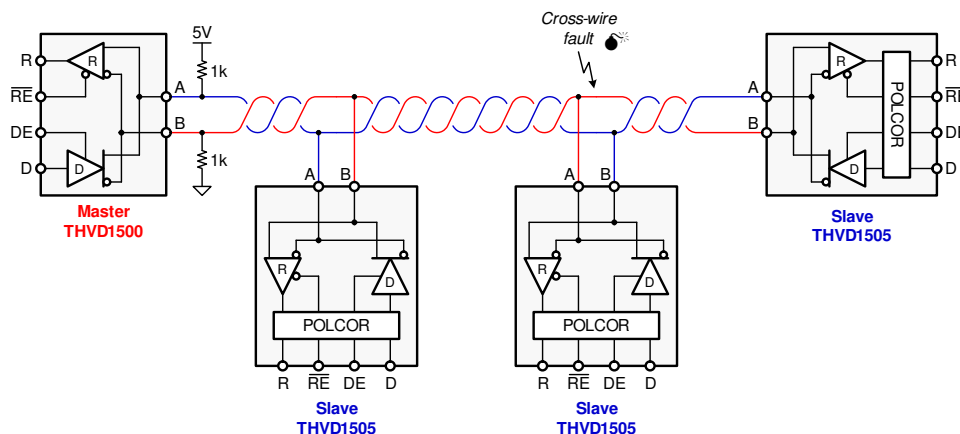 Cross-wire
fault
5V
1k
1k
R
RE
DE
D
R
D
A
B
Master
THVD1500
A
B
R
D
POLCOR
R
RE
DE
D
Slave
THVD1505
A B
R
D
POLCOR
R RE DE D
Slave
THVD1505
A B
R
D
POLCOR
R RE DE D
Slave
THVD1505